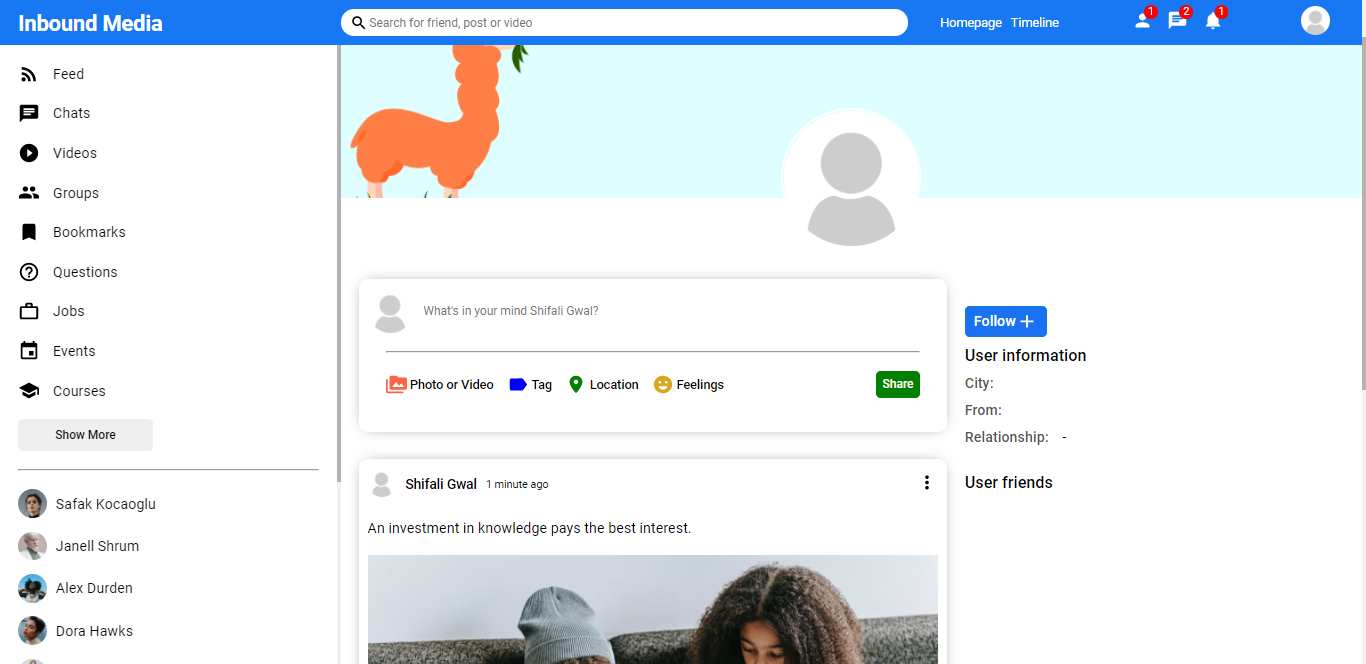 Inbound Media
Search for friend, post or video
Homepage Timeline
1
2
1
Feed
Chats
Videos
Groups
Bookmarks
Questions
Jobs
Events
Courses
Show More
Safak Kocaoglu
Janell Shrum
Alex Durden
Dora Hawks
What's in your mind Shifali Gwal?
Photo or Video Tag Location Feelings Share
Shifali Gwal 1 minute ago
An investment in knowledge pays the best interest.
Follow
User information
City:
From:
Relationship: -
User friends